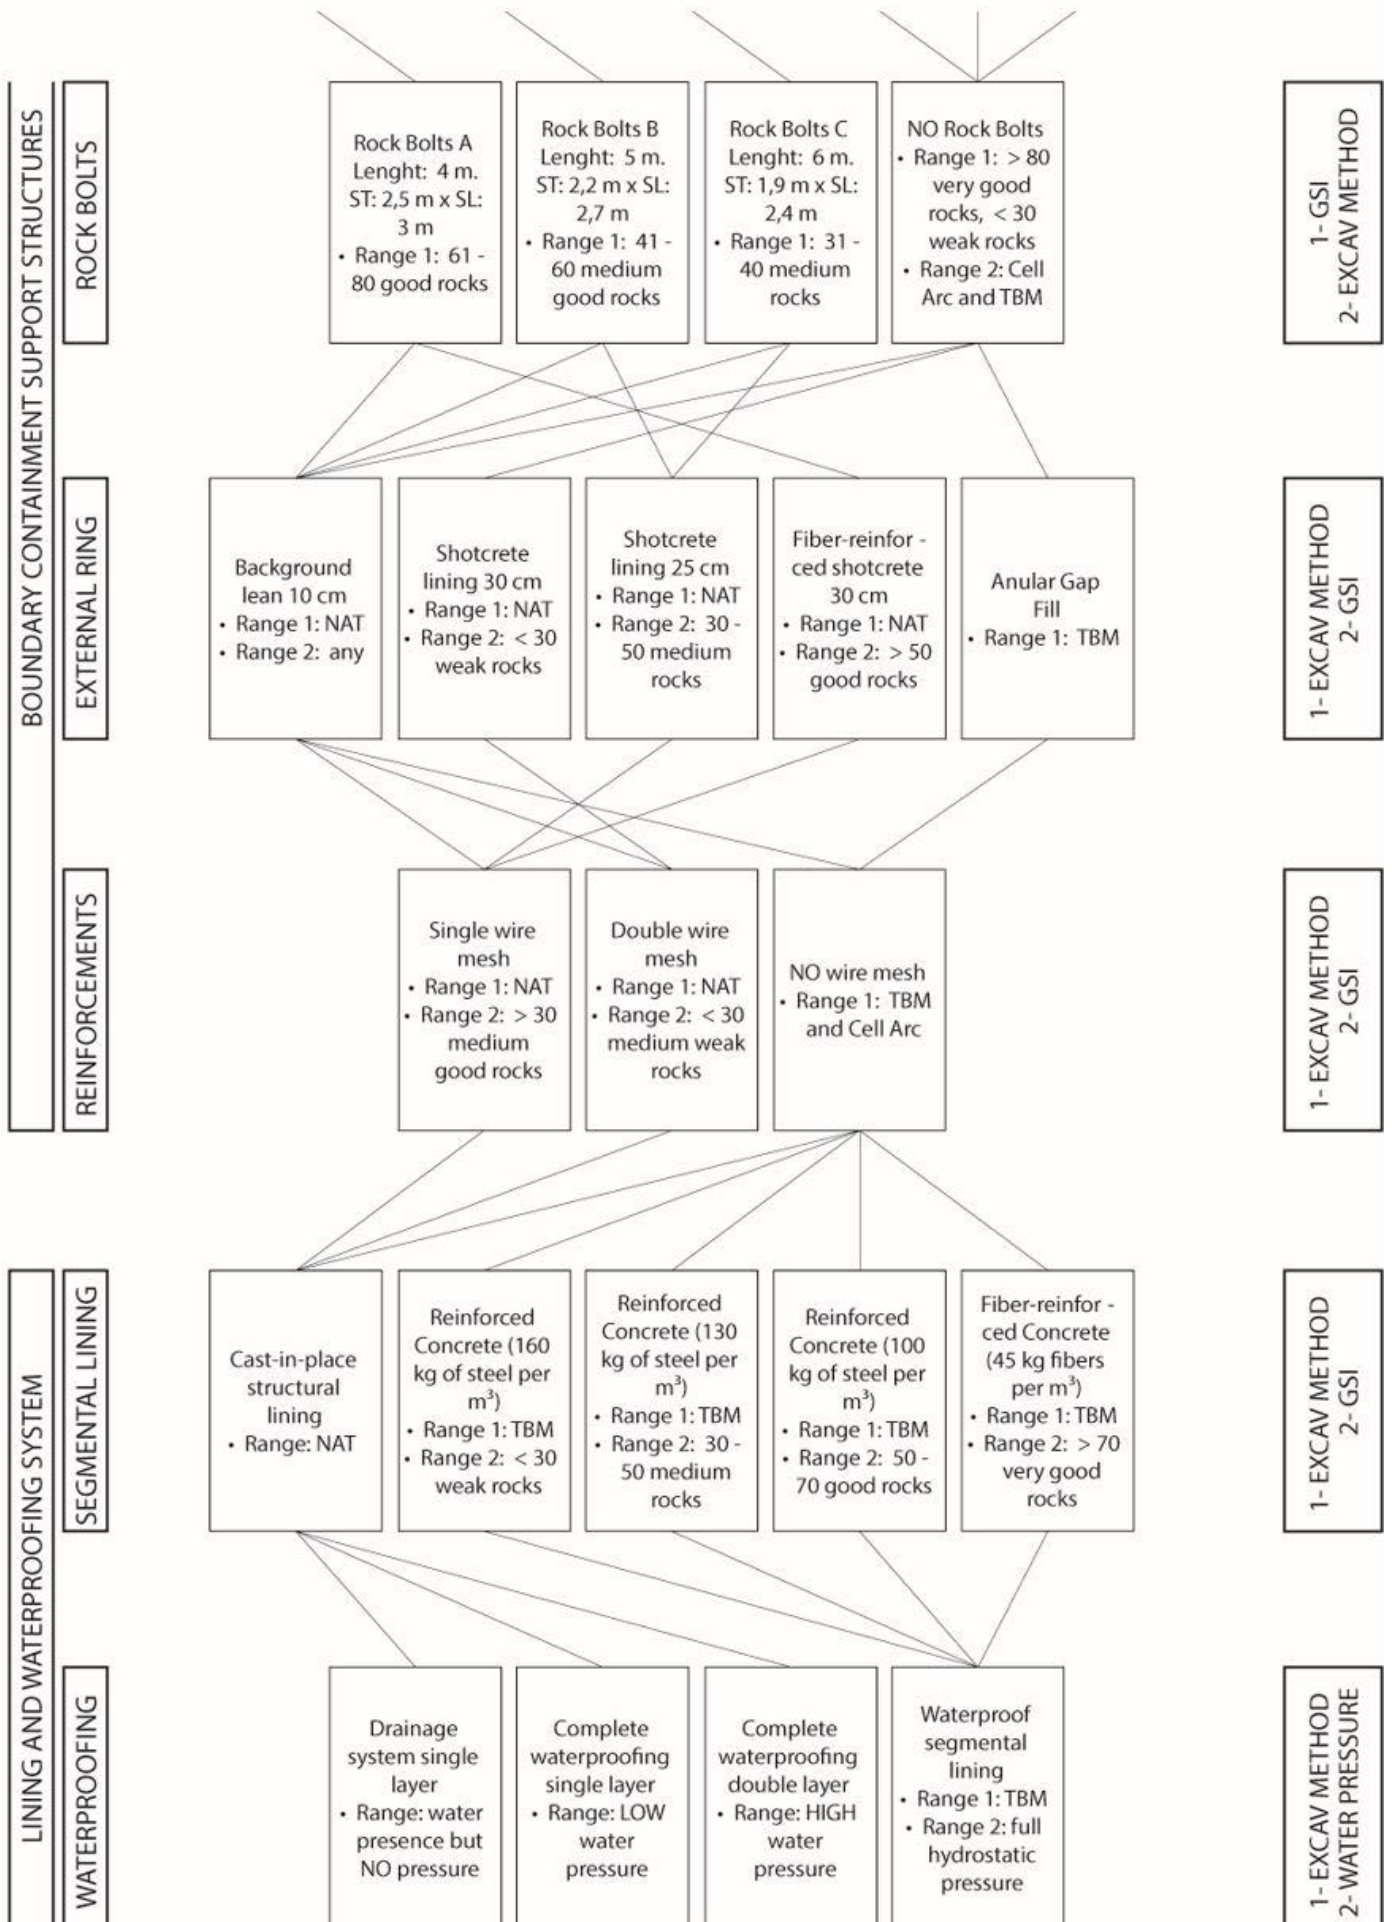 BOUNDARY CONTAINMENT SUPPORT STRUCTURES
ROCK BOLTS
Rock Bolts A
Lenght: 4 m.
ST: 2,5 m x SL:
3 m
• Range 1: 61 -
80 good rocks
Rock Bolts B
Lenght: 5 m.
ST: 2,2 m x SL:
2,7 m
• Range 1: 41 -
60 medium
good rocks
Rock Bolts C
Lenght: 6 m.
ST: 1,9 m x SL:
2,4 m
• Range 1: 31 -
40 medium
rocks
NO Rock Bolts
• Range 1: > 80
very good
rocks, < 30
weak rocks
• Range 2: Cell
Arc and TBM
1- GSI
2- EXCAV METHOD
EXTERNAL RING
Background
lean 10 cm
• Range 1: NAT
• Range 2: any
Shotcrete
lining 30 cm
• Range 1: NAT
• Range 2: < 30
weak rocks
Shotcrete
lining 25 cm
• Range 1: NAT
• Range 2: 30 -
50 medium
rocks
Fiber-reinfor -
ced shotcrete
30 cm
• Range 1: NAT
• Range 2: > 50
good rocks
Anular Gap
Fill
• Range 1: TBM
1- EXCAV METHOD
2- GSI
REINFORCEMENTS
Single wire
mesh
• Range 1: NAT
• Range 2: > 30
medium
good rocks
Double wire
mesh
• Range 1: NAT
• Range 2: < 30
medium weak
rocks
NO wire mesh
• Range 1: TBM
and Cell Arc
1- EXCAV METHOD
2- GSI
LINING AND WATERPROOFING SYSTEM
SEGMENTAL LINING
Cast-in-place
structural
lining
• Range: NAT
Reinforced
Concrete (160
kg of steel per
m³)
• Range 1: TBM
• Range 2: < 30
weak rocks
Reinforced
Concrete (130
kg of steel per
m³)
• Range 1: TBM
• Range 2: 30 -
50 medium
rocks
Reinforced
Concrete (100
kg of steel per
m³)
• Range 1: TBM
• Range 2: 50 -
70 good rocks
Fiber-reinfor -
ced Concrete
(45 kg fibers
per m³)
• Range 1: TBM
• Range 2: > 70
very good
rocks
1- EXCAV METHOD
2- GSI
WATERPROOFING
Drainage
system single
layer
• Range: water
presence but
NO pressure
Complete
waterproofing
single layer
• Range: LOW
water
pressure
Complete
waterproofing
double layer
• Range: HIGH
water
pressure
Waterproof
segmental
lining
• Range 1: TBM
• Range 2: full
hydrostatic
pressure
1- EXCAV METHOD
2- WATER PRESSURE